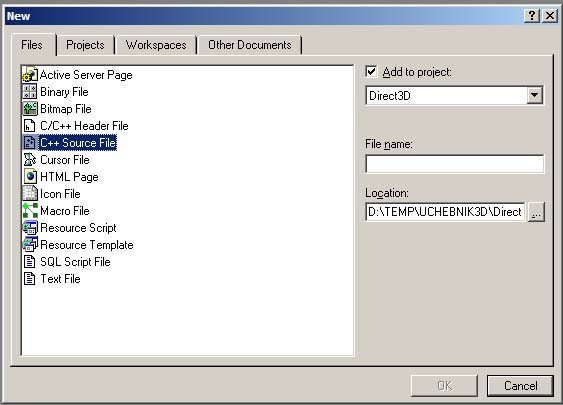 New
Files
Projects
Workspaces
Other Documents
Active Server Page
Binary File
Bitmap File
C/C++ Header File
C++ Source File
Cursor File
HTML Page
Icon File
Macro File
Resource Script
Resource Template
SQL Script File
Text File
Add to project:
Direct3D
File name:
Location:
D:\TEMP\UCHEBNIK3D\Direct
...
OK
Cancel